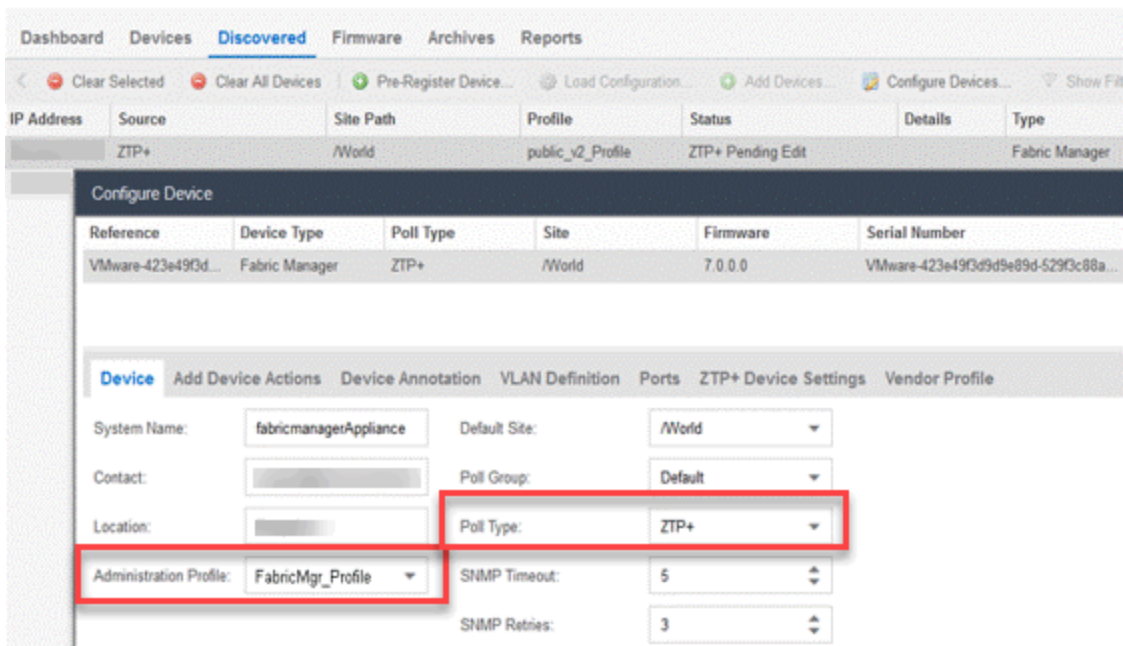 Dashboard Devices Discovered Firmware Archives Reports
Clear Selected Clear All Devices Pre-Register Device... Load Configuration... Add Devices... Configure Devices... Show Filt
IP Address Source Site Path Profile Status Details Type
ZTP+ /World public_v2_Profile ZTP+ Pending Edit Fabric Manager
Configure Device
Reference Device Type Poll Type Site Firmware Serial Number
VMware-423e49f3d... Fabric Manager ZTP+ /World 7.0.0.0 VMware-423e49f3d9d9e89d-529f3c88a...
Device Add Device Actions Device Annotation VLAN Definition Ports ZTP+ Device Settings Vendor Profile
System Name: fabricmanagerAppliance Default Site: /World
Contact: Poll Group: Default
Location: Poll Type: ZTP+
Administration Profile: FabricMgr_Profile SNMP Timeout: 5
SNMP Retries: 3